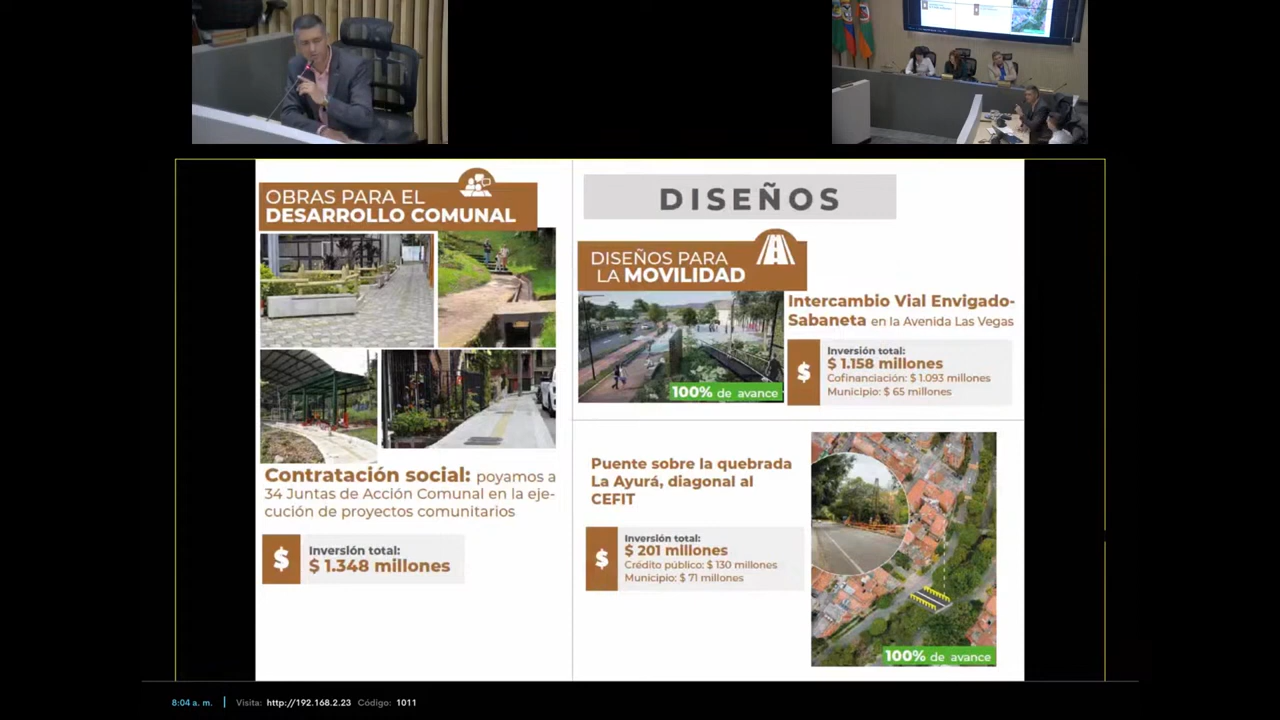 OBRAS PARA EL
DESARROLLO COMUNAL
Contratación social: poyamos a
34 Juntas de Acción Comunal en la eje-
cución de proyectos comunitarios
$
Inversión total:
$ 1.348 millones
DISEÑOS
DISEÑOS PARA
LA MOVILIDAD
100% de avance
Intercambio Vial Envigado-
Sabaneta en la Avenida Las Vegas
$
Inversión total:
$ 1.158 millones
Cofinanciación: $ 1.093 millones
Municipio: $ 65 millones
Puente sobre la quebrada
La Ayurá, diagonal al
CEFIT
$
Inversión total:
$ 201 millones
Crédito público: $ 130 millones
Municipio: $ 71 millones
100% de avance
8:04 a. m. | Visita: http://192.168.2.23 Código: 1011